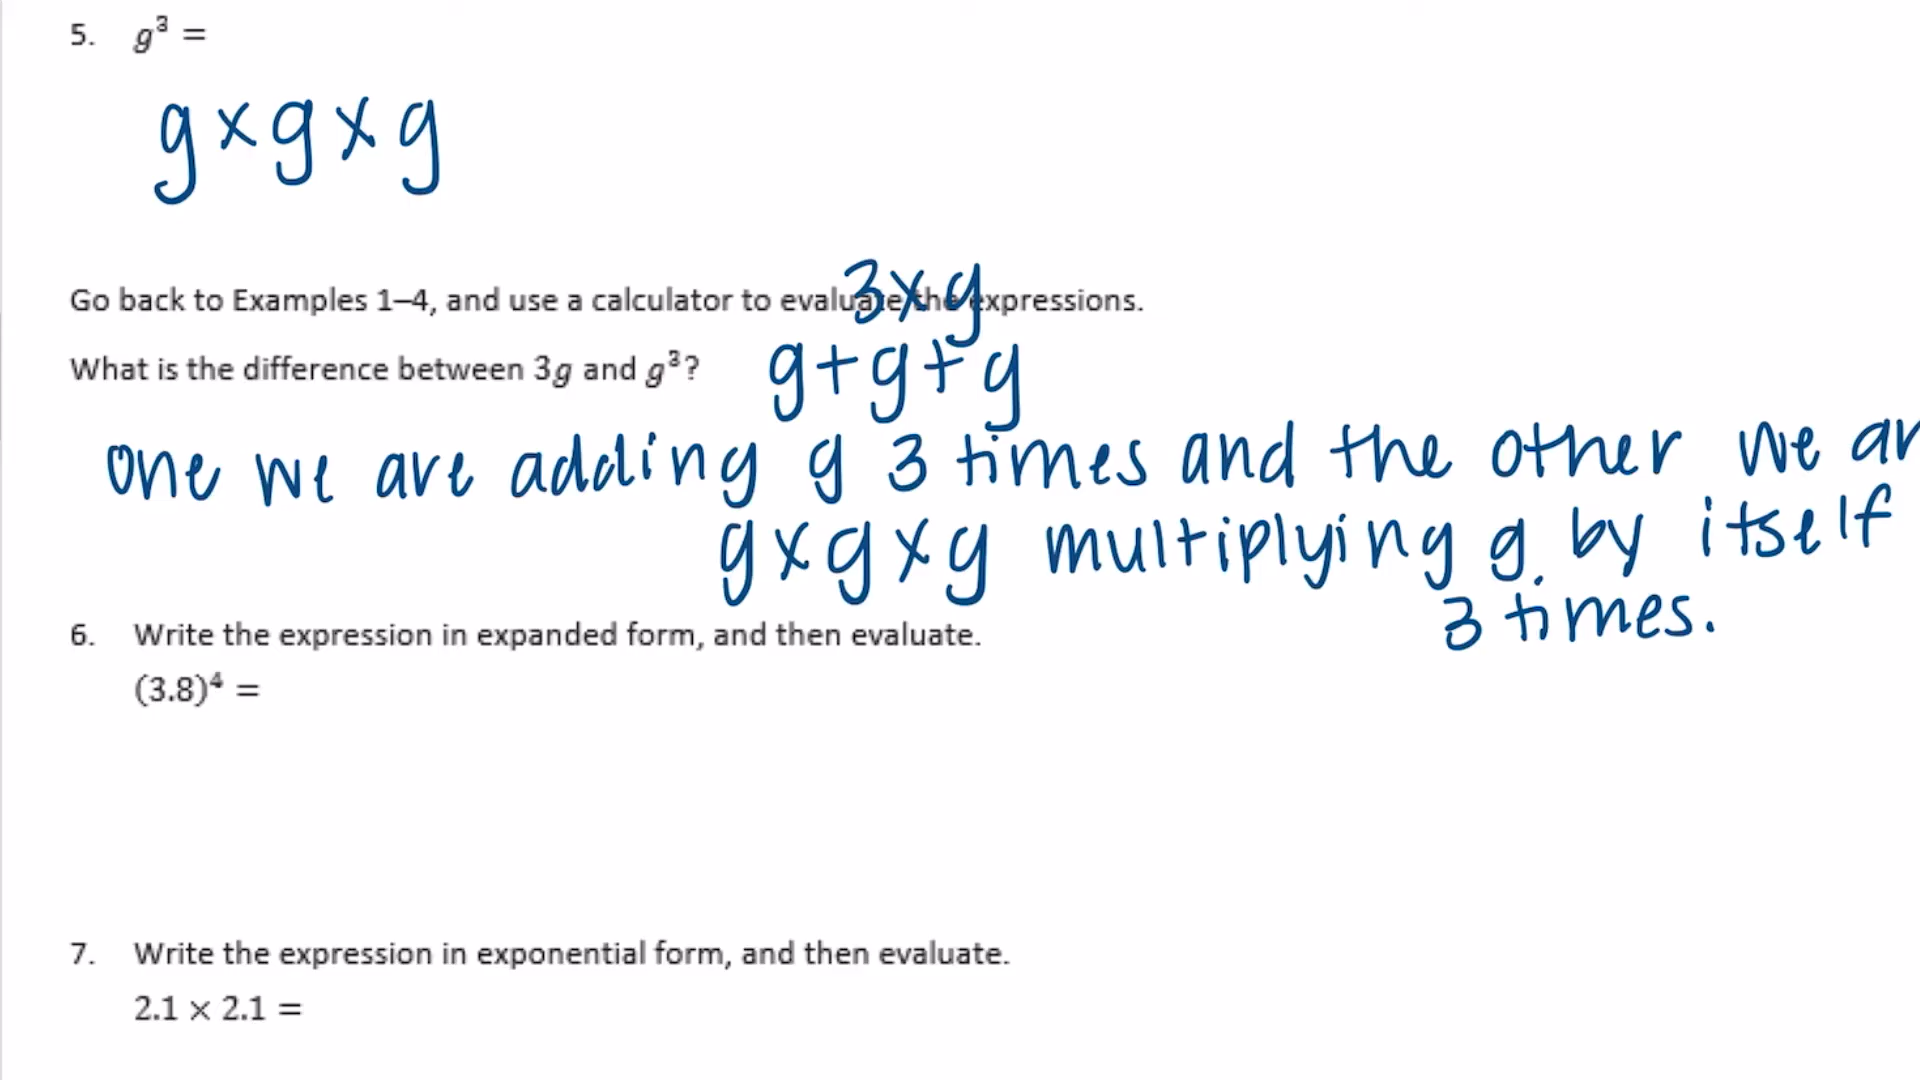 5. g³ =
g × g × g
3 × g
Go back to Examples 1–4, and use a calculator to evaluate the expressions.
What is the difference between 3g and g³? g + g + g
One we are adding g 3 times and the other we ar
g × g × g multiplying g by itself
3 times.
6. Write the expression in expanded form, and then evaluate.
(3.8)⁴ =
7. Write the expression in exponential form, and then evaluate.
2.1 × 2.1 =